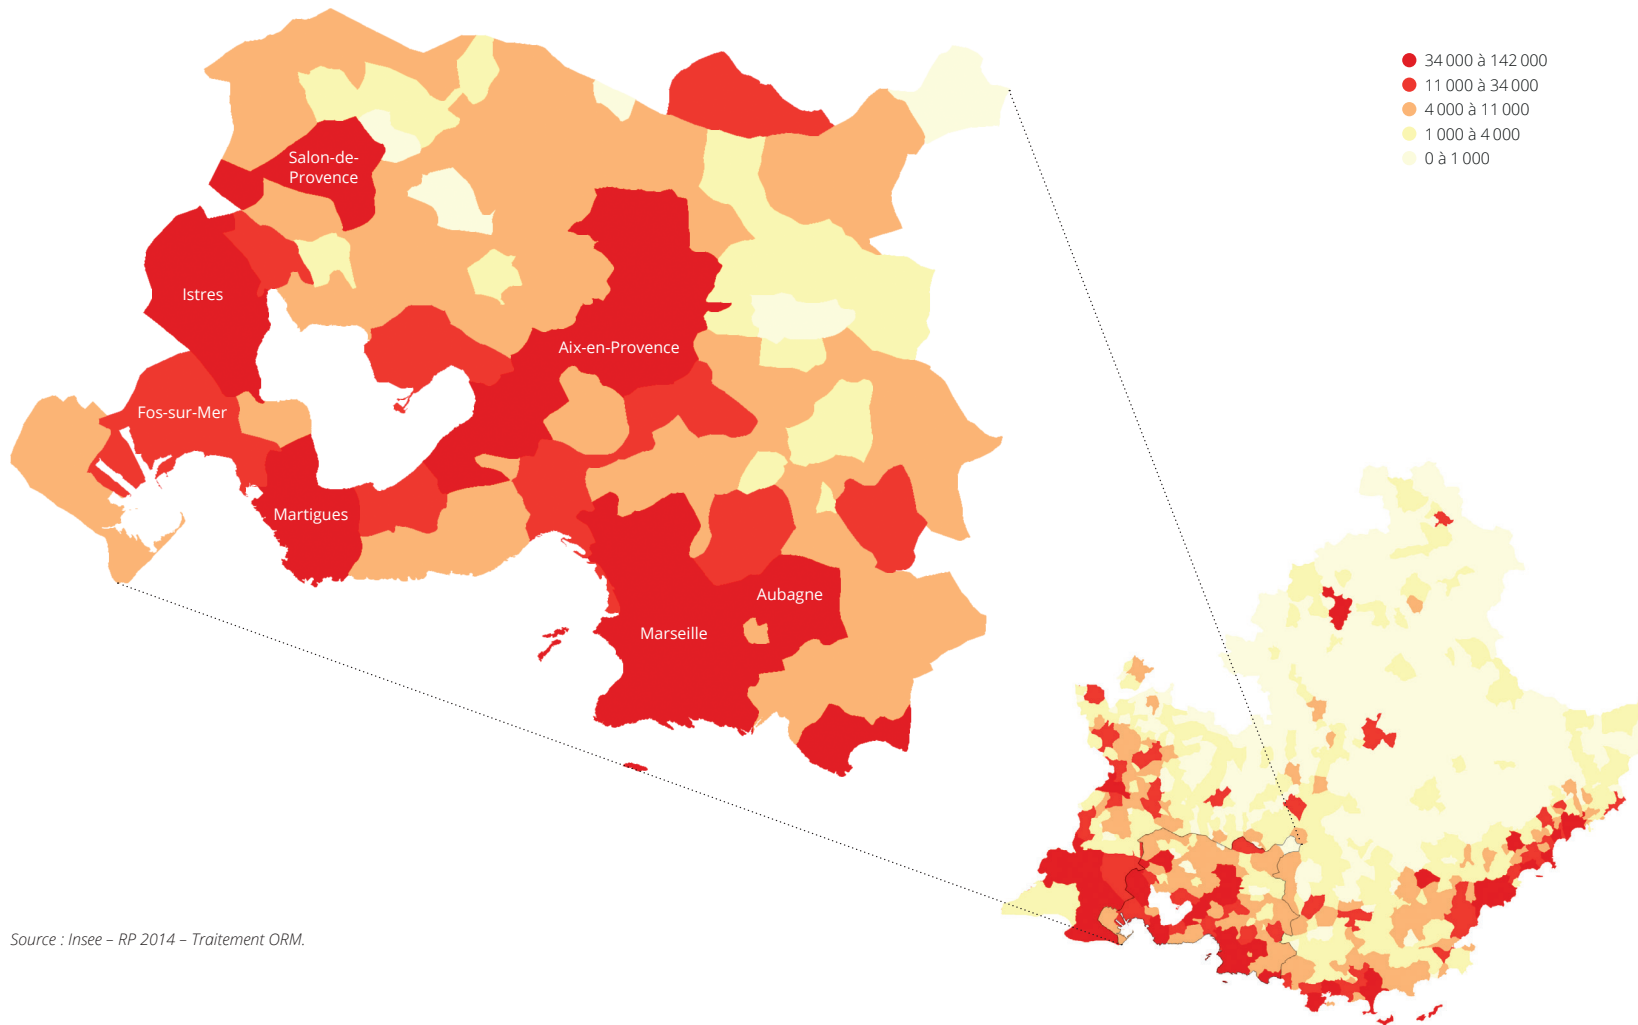 34 000 à 142 000
11 000 à 34 000
4 000 à 11 000
1 000 à 4 000
0 à 1 000
Salon-de-
Provence
Istres
Aix-en-Provence
Fos-sur-Mer
Martigues
Aubagne
Marseille
Source : Insee – RP 2014 – Traitement ORM.